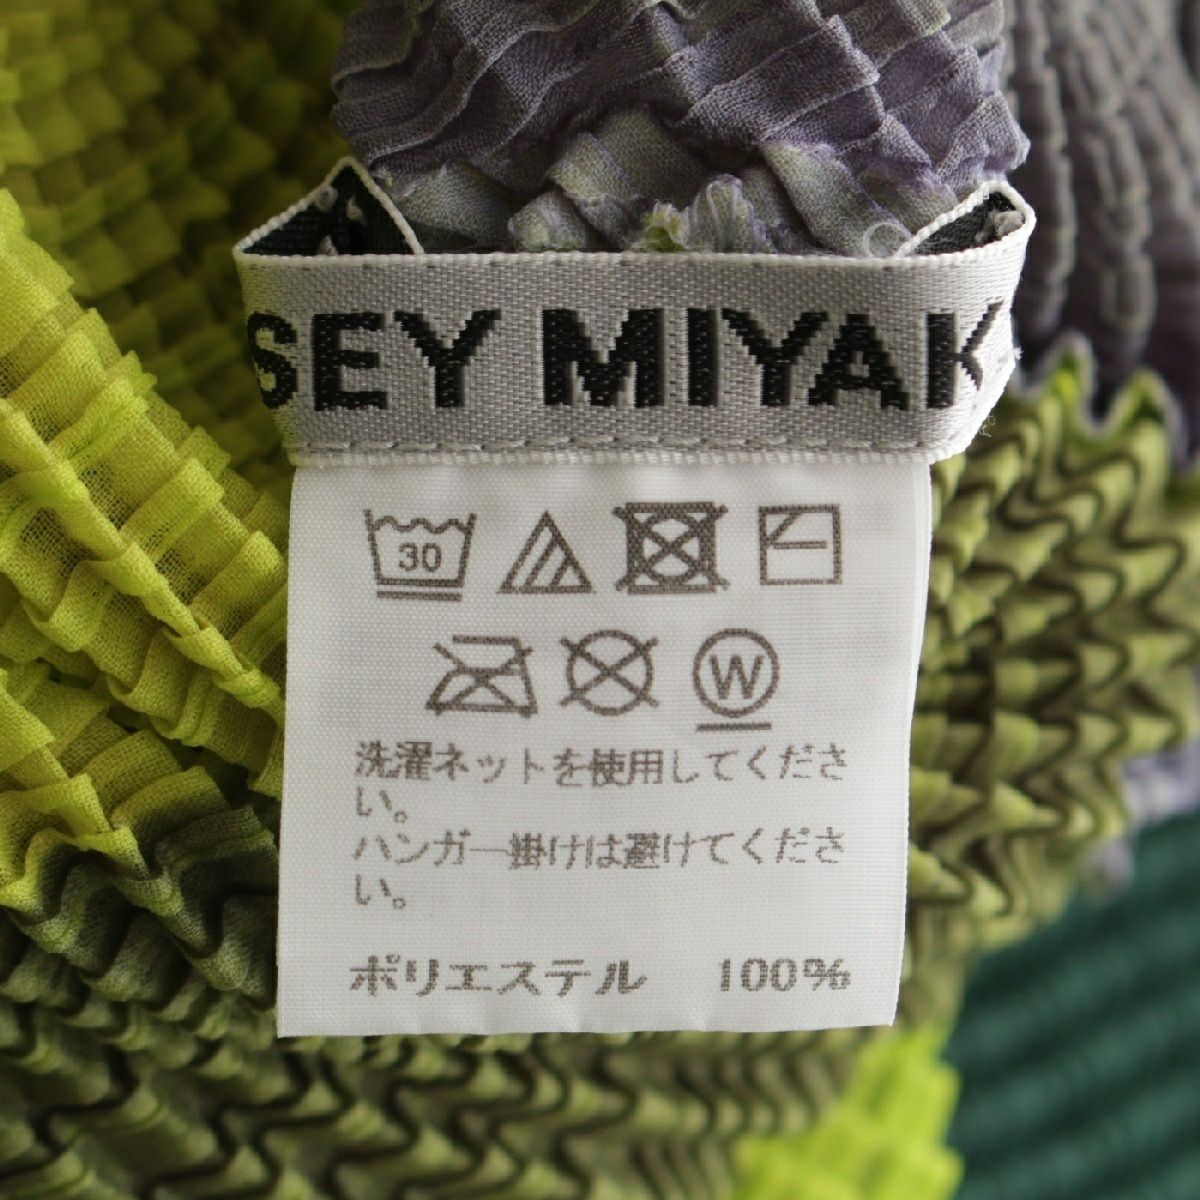 SEY MIYAK
30
W
洗濯ネットを使用してくださ
い。
ハンガー掛けは避けてくださ
い。
ポリエステル 100%